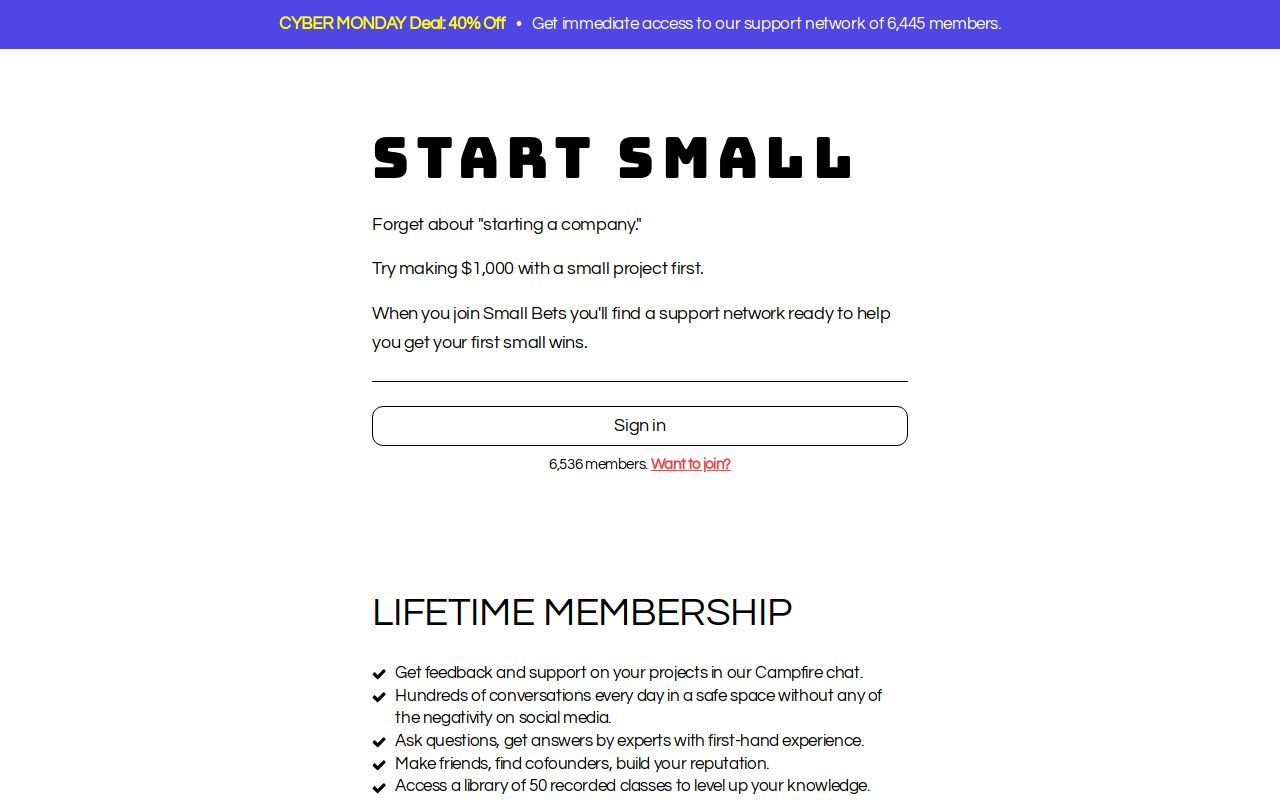 CYBER MONDAY Deal: 40% Off • Get immediate access to our support network of 6,445 members.
START SMALL
Forget about "starting a company."
Try making $1,000 with a small project first.
When you join Small Bets you'll find a support network ready to help
you get your first small wins.
Sign in
6,536 members. Want to join?
LIFETIME MEMBERSHIP
Get feedback and support on your projects in our Campfire chat.
Hundreds of conversations every day in a safe space without any of
the negativity on social media.
Ask questions, get answers by experts with first-hand experience.
Make friends, find cofounders, build your reputation.
Access a library of 50 recorded classes to level up your knowledge.